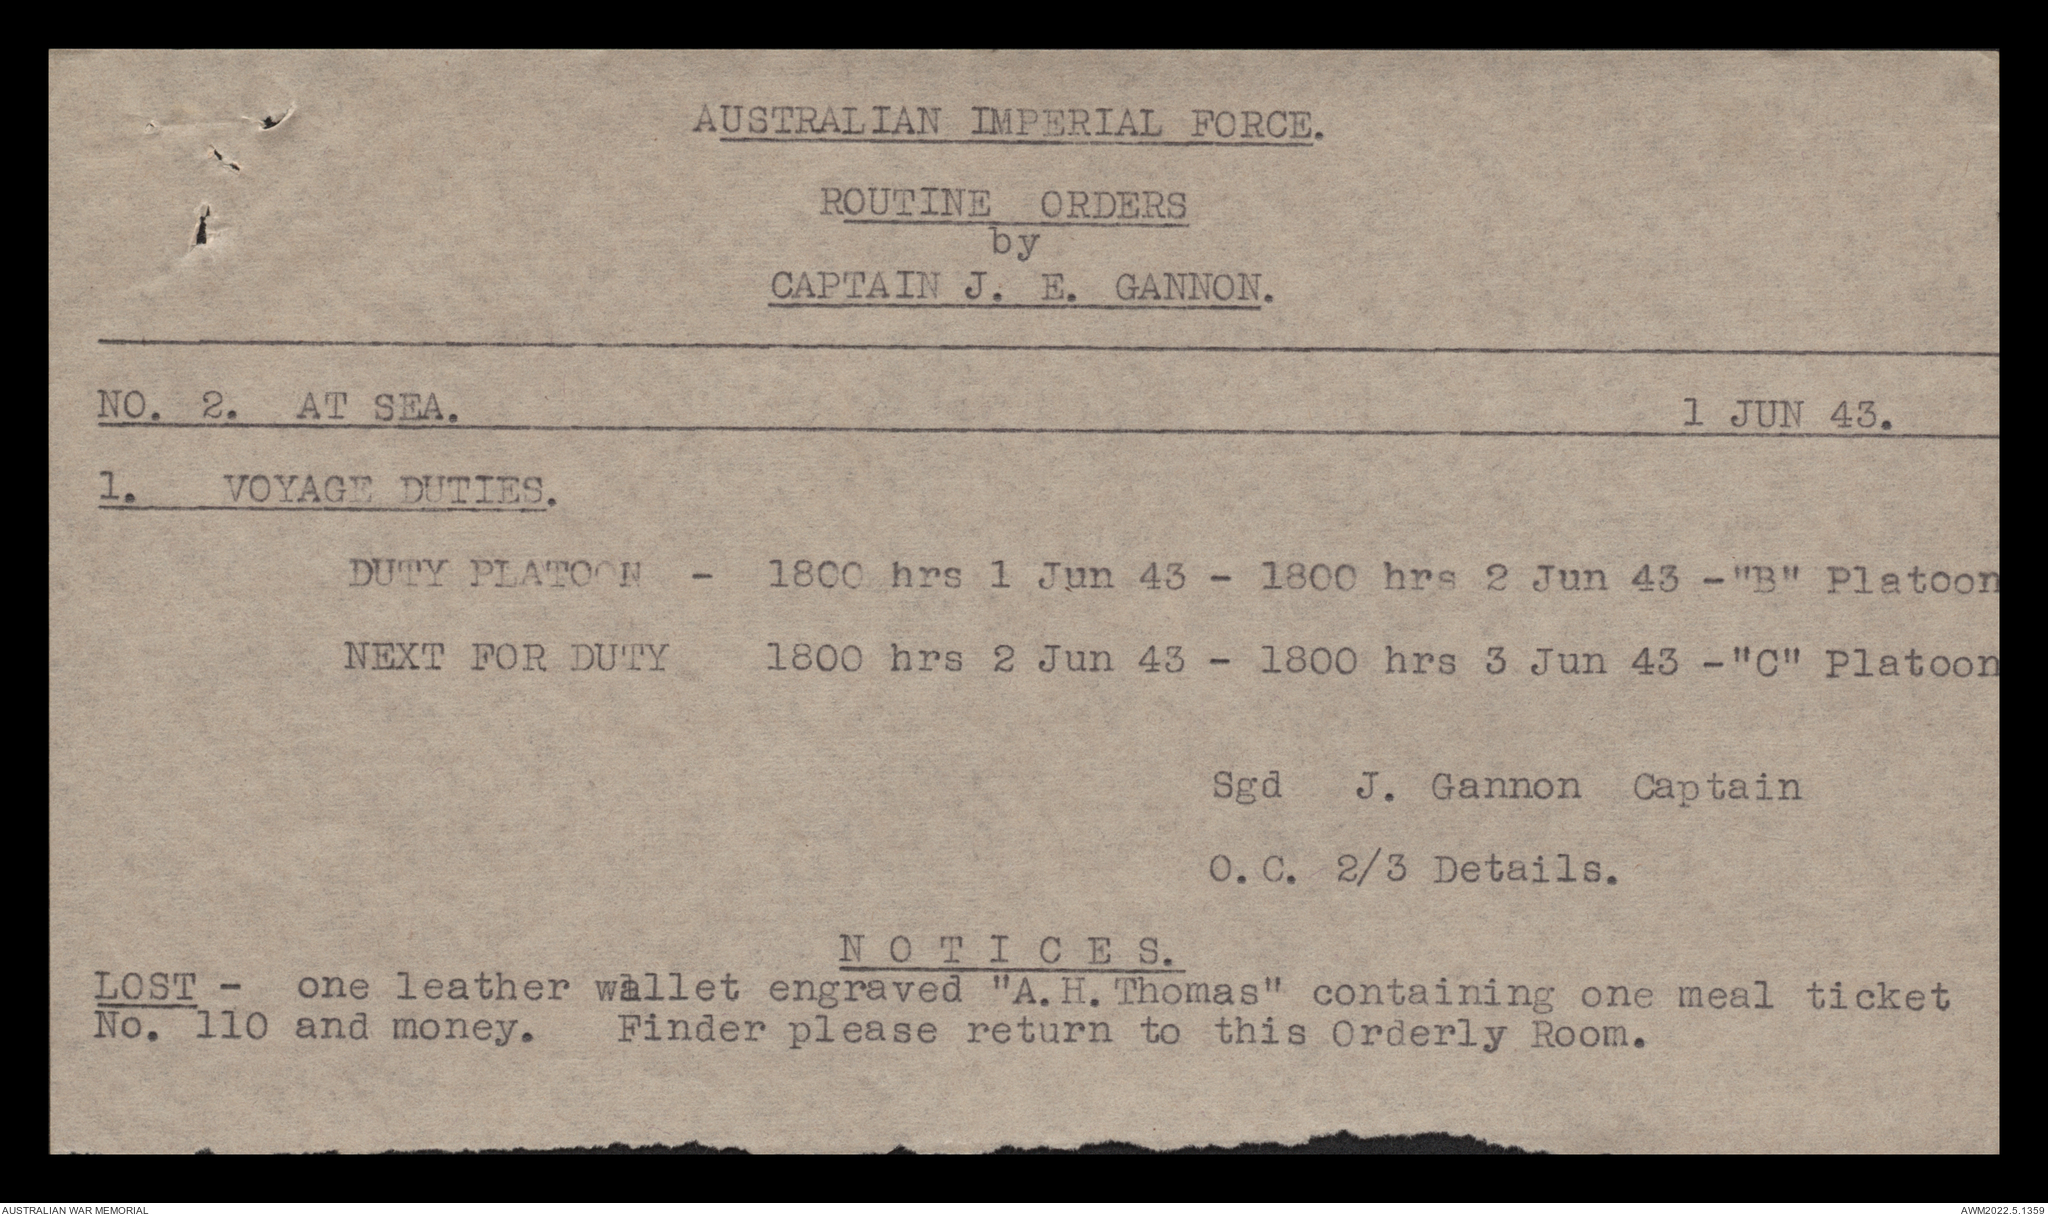 AUSTRALIAN IMPERIAL FORCE.
ROUTINE ORDERS
by
CAPTAIN J. E. GANNON.
NO. 2. AT SEA. 1 JUN 43.
1. VOYAGE DUTIES.
DUTY PLATOON - 1800 hrs 1 Jun 43 - 1800 hrs 2 Jun 43 -"B" Platoon
NEXT FOR DUTY 1800 hrs 2 Jun 43 - 1800 hrs 3 Jun 43 -"C" Platoon
Sgd J. Gannon Captain
O.C. 2/3 Details.
N O T I C E S.
LOST - one leather wallet engraved "A.H.Thomas" containing one meal ticket
No. 110 and money. Finder please return to this Orderly Room.
AUSTRALIAN WAR MEMORIAL AWM2022.5.1359